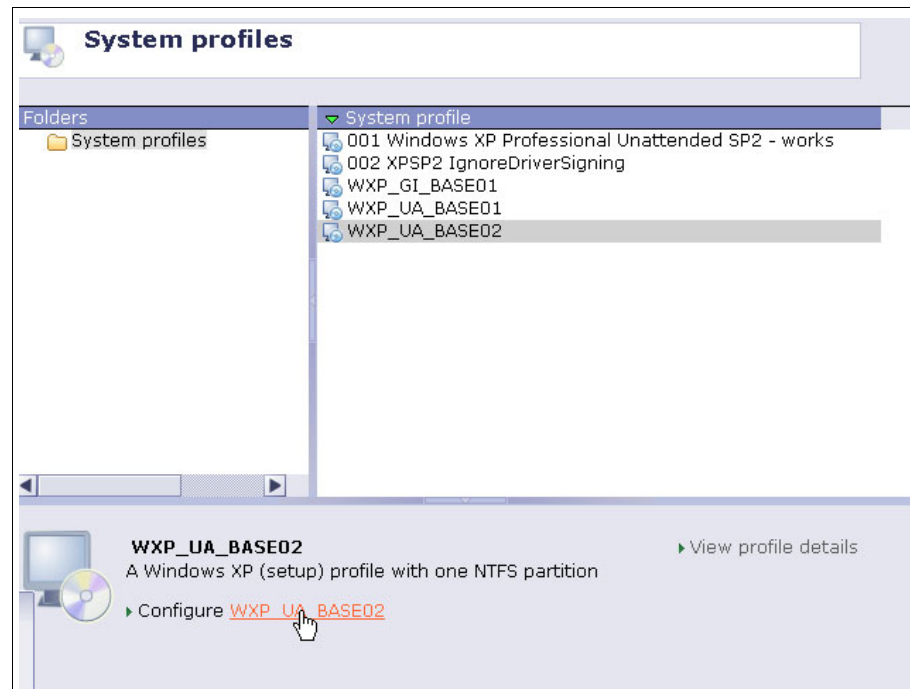 System profiles
Folders
System profile
System profiles
001 Windows XP Professional Unattended SP2 - works
002 XPSP2 IgnoreDriverSigning
WXP_GI_BASE01
WXP_UA_BASE01
WXP_UA_BASE02
WXP_UA_BASE02
View profile details
A Windows XP (setup) profile with one NTFS partition
Configure WXP_UA_BASE02